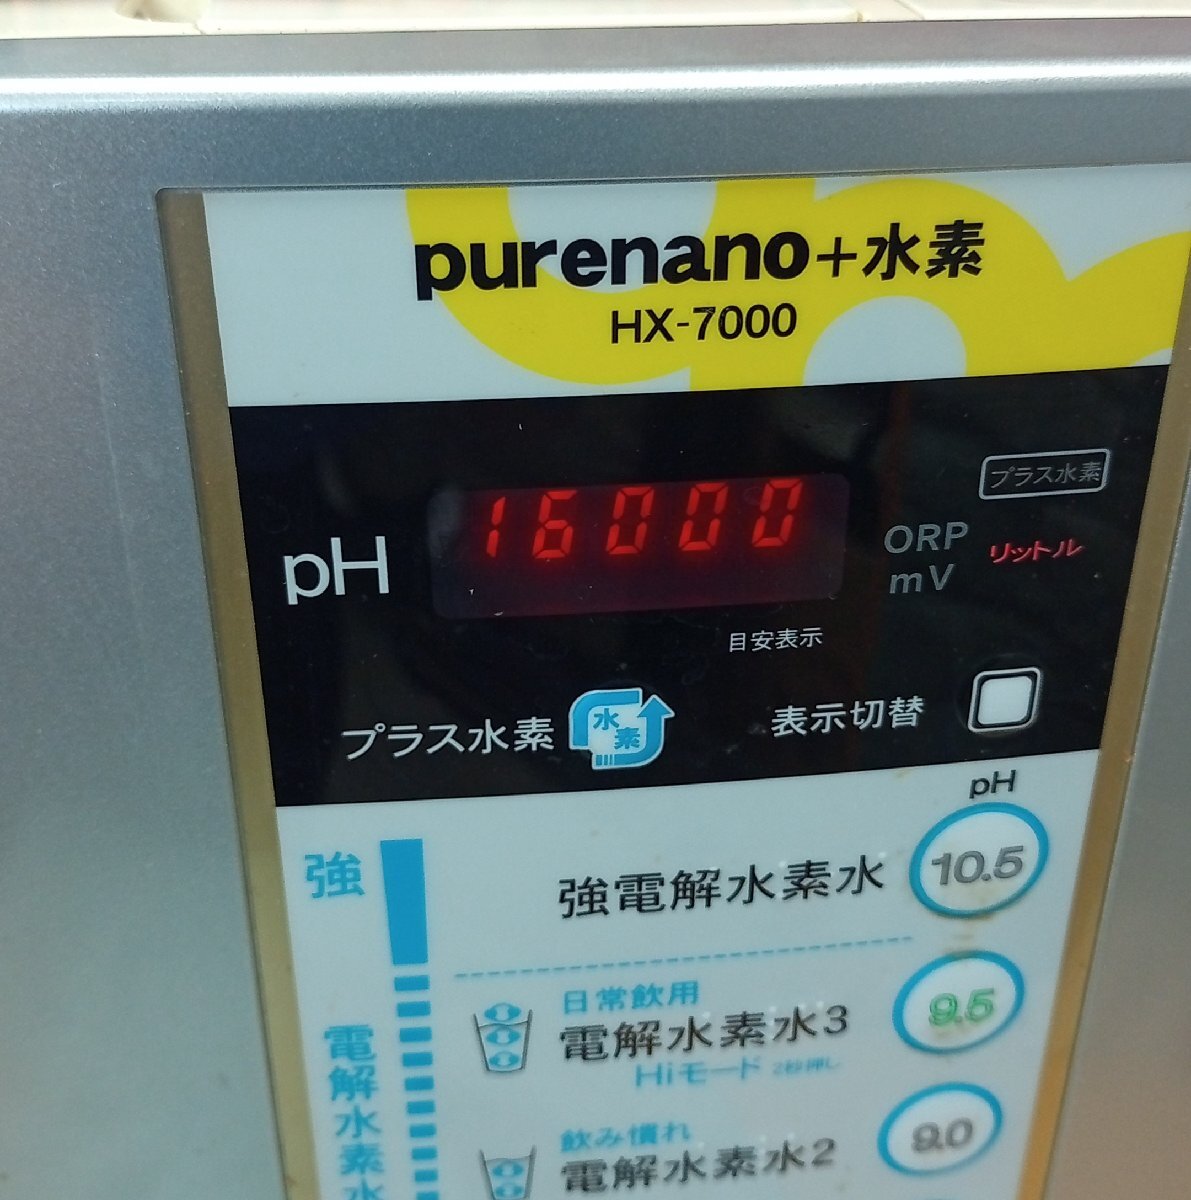 purenano+水素
HX-7000
プラス水素
pH
16000
ORP
mV
リットル
目安表示
プラス水素
水素
表示切替
pH
強
強電解水素水
10.5
日常飲用
電解水素水3
9.5
Hiモード 2秒押し
飲み慣れ
電解水素水2
9.0
電解水素水